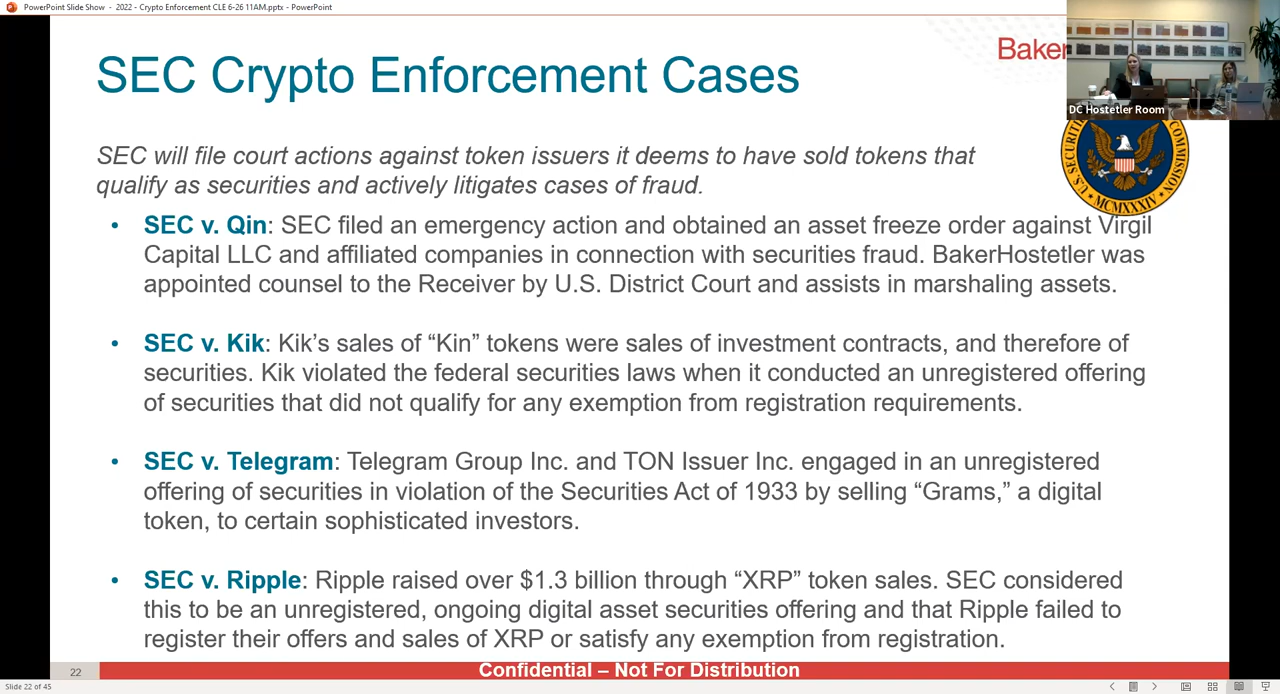 PowerPoint Slide Show - 2022 - Crypto Enforcement CLE 6-26 11AM.pptx - PowerPoint
Baker
DC Hostetler Room
SEC Crypto Enforcement Cases
SECURITI COMMISSION
U.S.
MCMXXXIV
SEC will file court actions against token issuers it deems to have sold tokens that
qualify as securities and actively litigates cases of fraud.
• SEC v. Qin: SEC filed an emergency action and obtained an asset freeze order against Virgil
Capital LLC and affiliated companies in connection with securities fraud. BakerHostetler was
appointed counsel to the Receiver by U.S. District Court and assists in marshaling assets.
• SEC v. Kik: Kik’s sales of “Kin” tokens were sales of investment contracts, and therefore of
securities. Kik violated the federal securities laws when it conducted an unregistered offering
of securities that did not qualify for any exemption from registration requirements.
• SEC v. Telegram: Telegram Group Inc. and TON Issuer Inc. engaged in an unregistered
offering of securities in violation of the Securities Act of 1933 by selling “Grams,” a digital
token, to certain sophisticated investors.
• SEC v. Ripple: Ripple raised over $1.3 billion through “XRP” token sales. SEC considered
this to be an unregistered, ongoing digital asset securities offering and that Ripple failed to
register their offers and sales of XRP or satisfy any exemption from registration.
22
Confidential – Not For Distribution
Slide 22 of 45